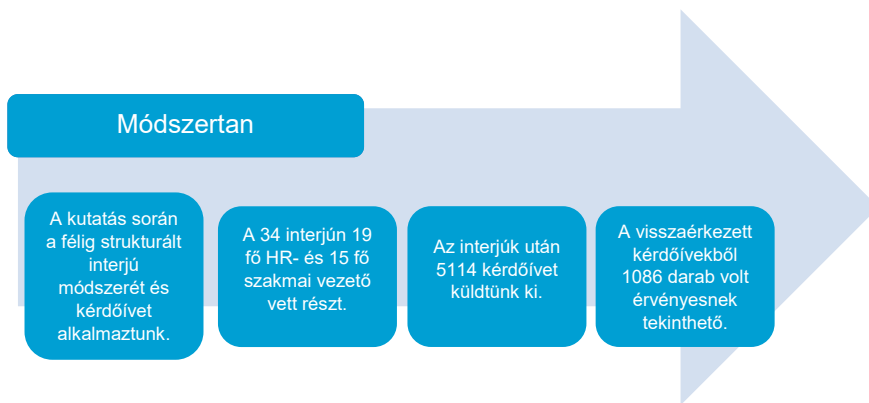 Módszertan
A kutatás során
a félig strukturált
interjú
módszerét és
kérdőívet
alkalmaztunk.
A 34 interjún 19
fő HR- és 15 fő
szakmai vezető
vett részt.
Az interjúk után
5114 kérdőívet
küldtünk ki.
A visszaérkezett
kérdőívekből
1086 darab volt
érvényesnek
tekinthető.